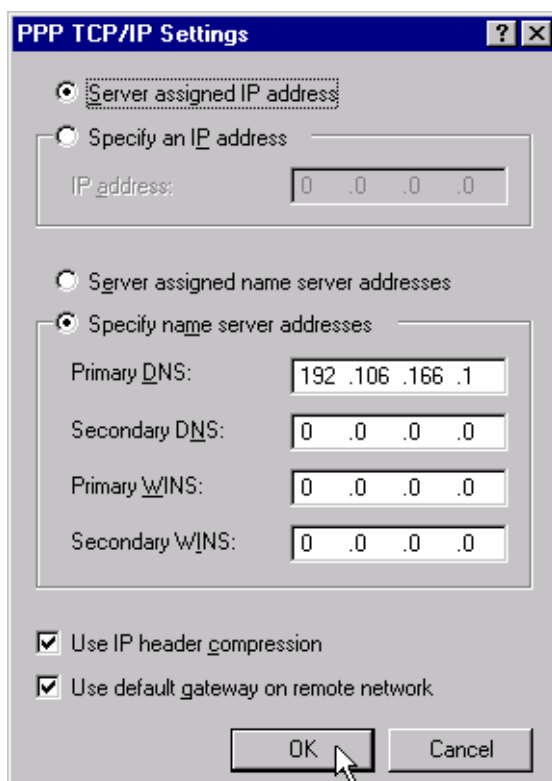 PPP TCP/IP Settings
Server assigned IP address
Specify an IP address
IP address: 0 .0 .0 .0
Server assigned name server addresses
Specify name server addresses
Primary DNS: 192 .106 .166 .1
Secondary DNS: 0 .0 .0 .0
Primary WINS: 0 .0 .0 .0
Secondary WINS: 0 .0 .0 .0
Use IP header compression
Use default gateway on remote network
OK Cancel